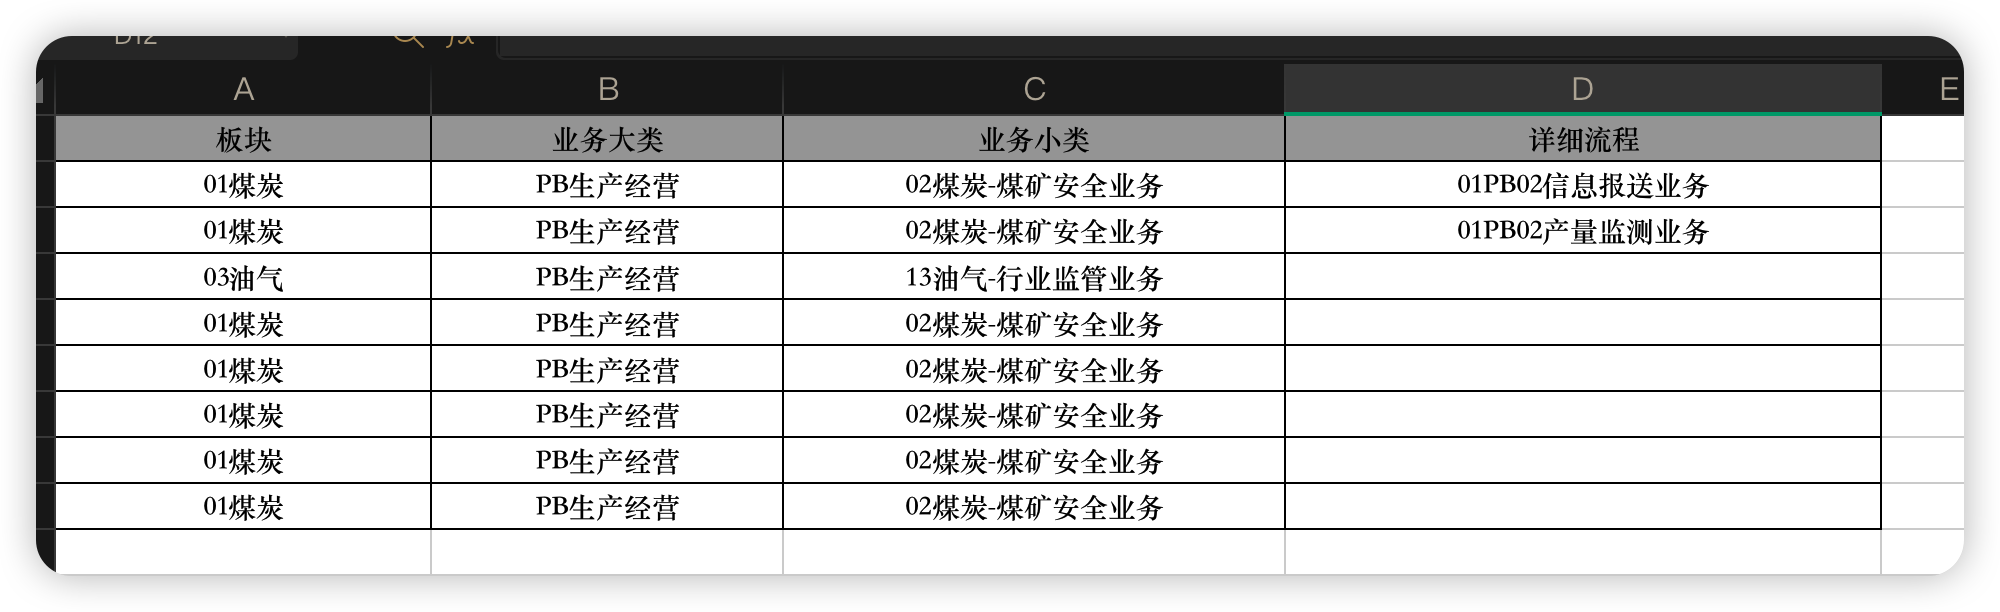 A B C D E
板块 业务大类 业务小类 详细流程
01煤炭 PB生产经营 02煤炭-煤矿安全业务 01PB02信息报送业务
01煤炭 PB生产经营 02煤炭-煤矿安全业务 01PB02产量监测业务
03油气 PB生产经营 13油气-行业监管业务
01煤炭 PB生产经营 02煤炭-煤矿安全业务
01煤炭 PB生产经营 02煤炭-煤矿安全业务
01煤炭 PB生产经营 02煤炭-煤矿安全业务
01煤炭 PB生产经营 02煤炭-煤矿安全业务
01煤炭 PB生产经营 02煤炭-煤矿安全业务